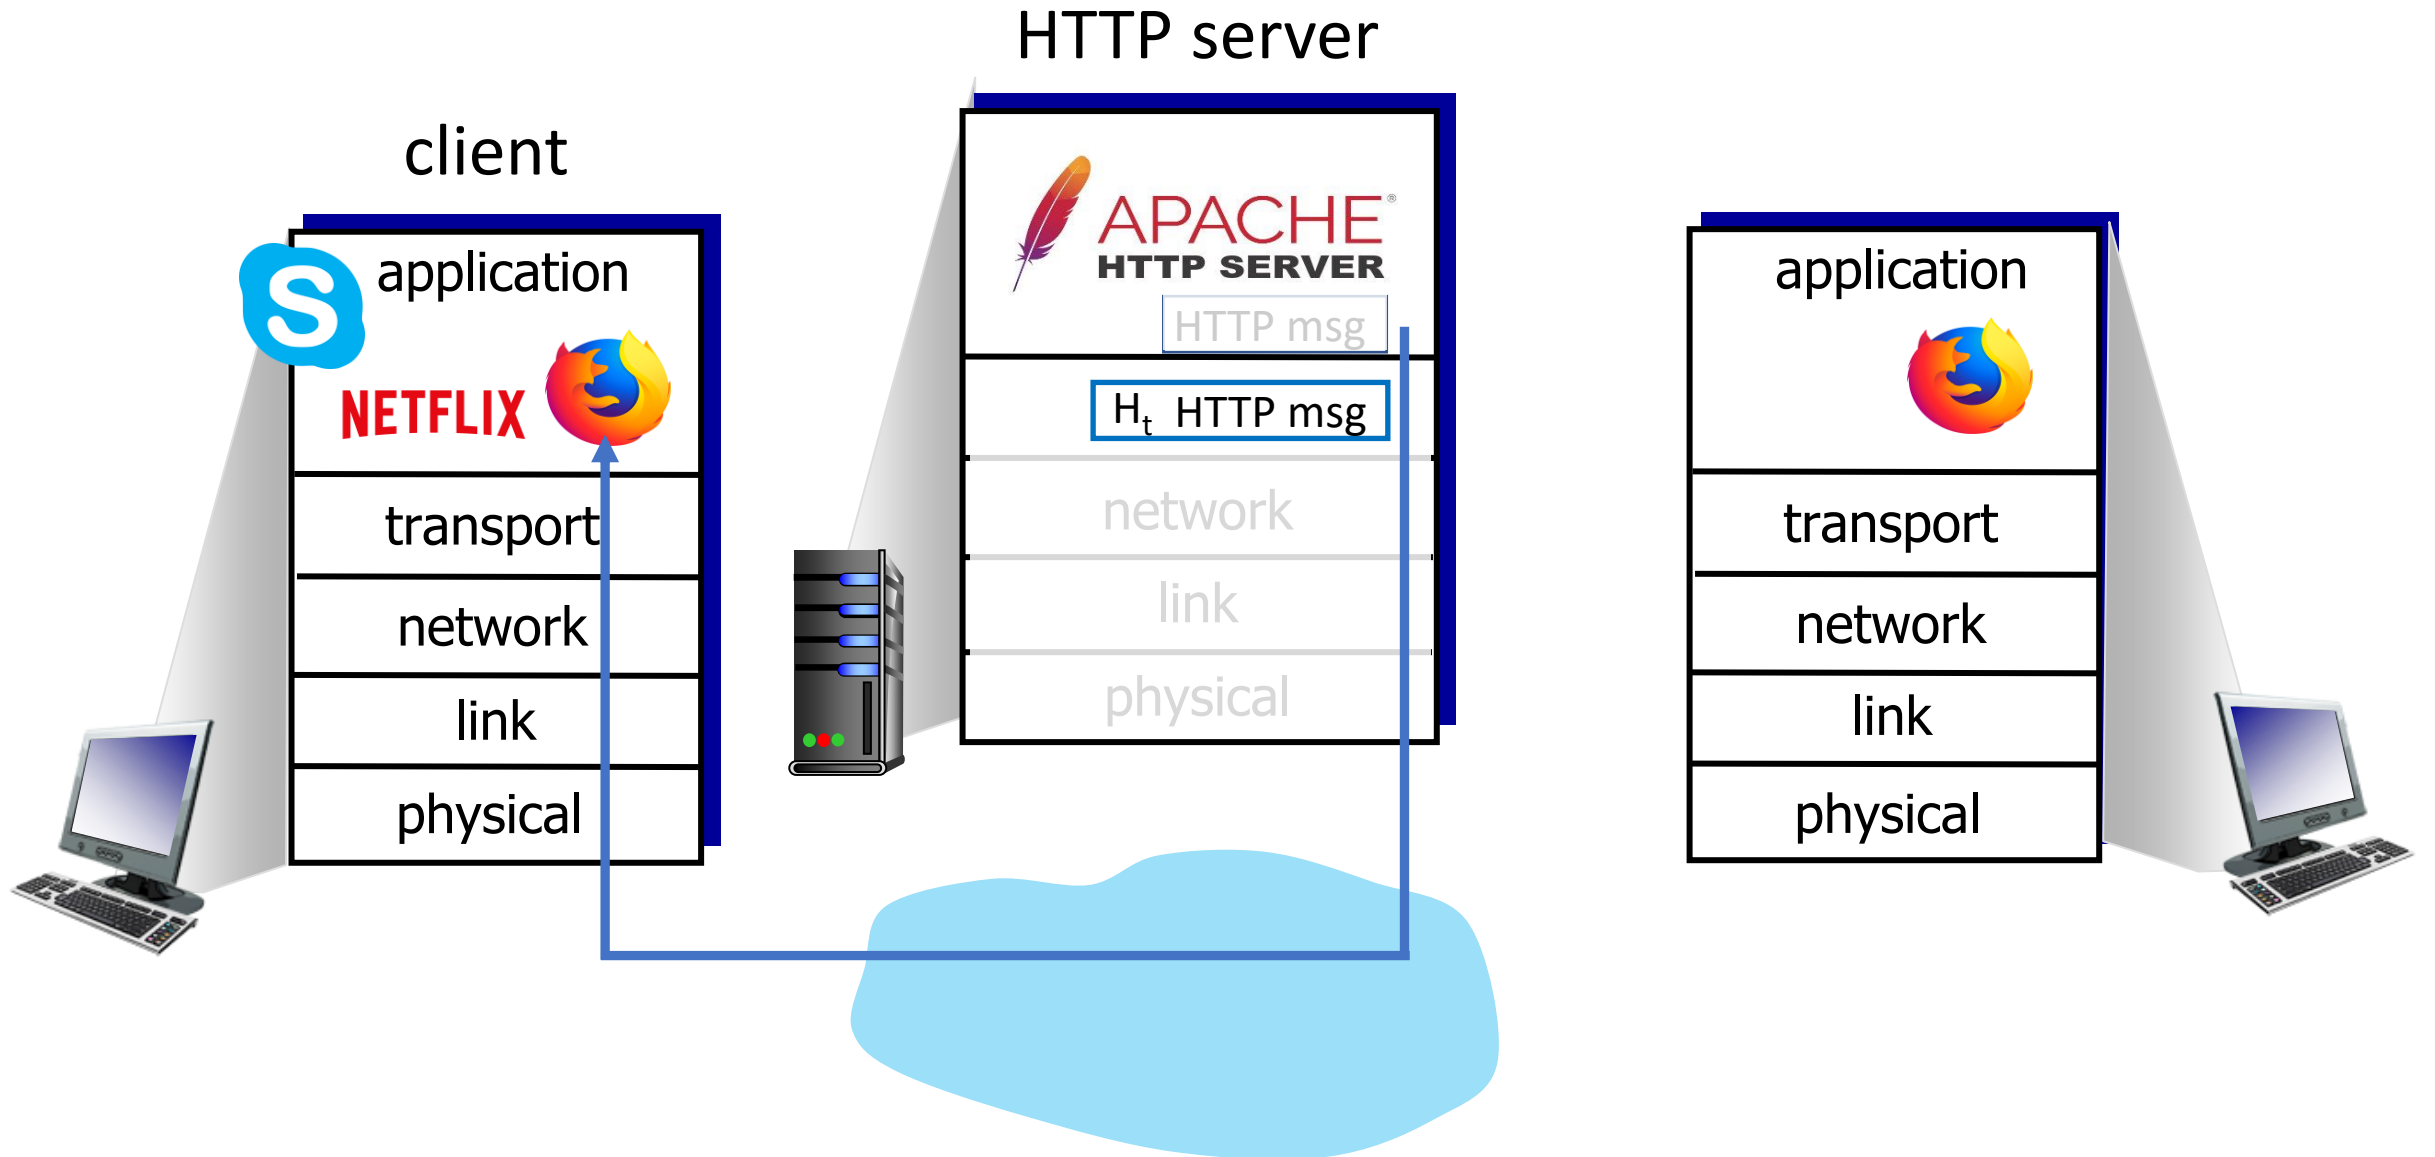 HTTP server
client
application
S
NETFLIX
transport
network
link
physical
APACHE®
HTTP SERVER
HTTP msg
Ht HTTP msg
network
link
physical
application
transport
network
link
physical